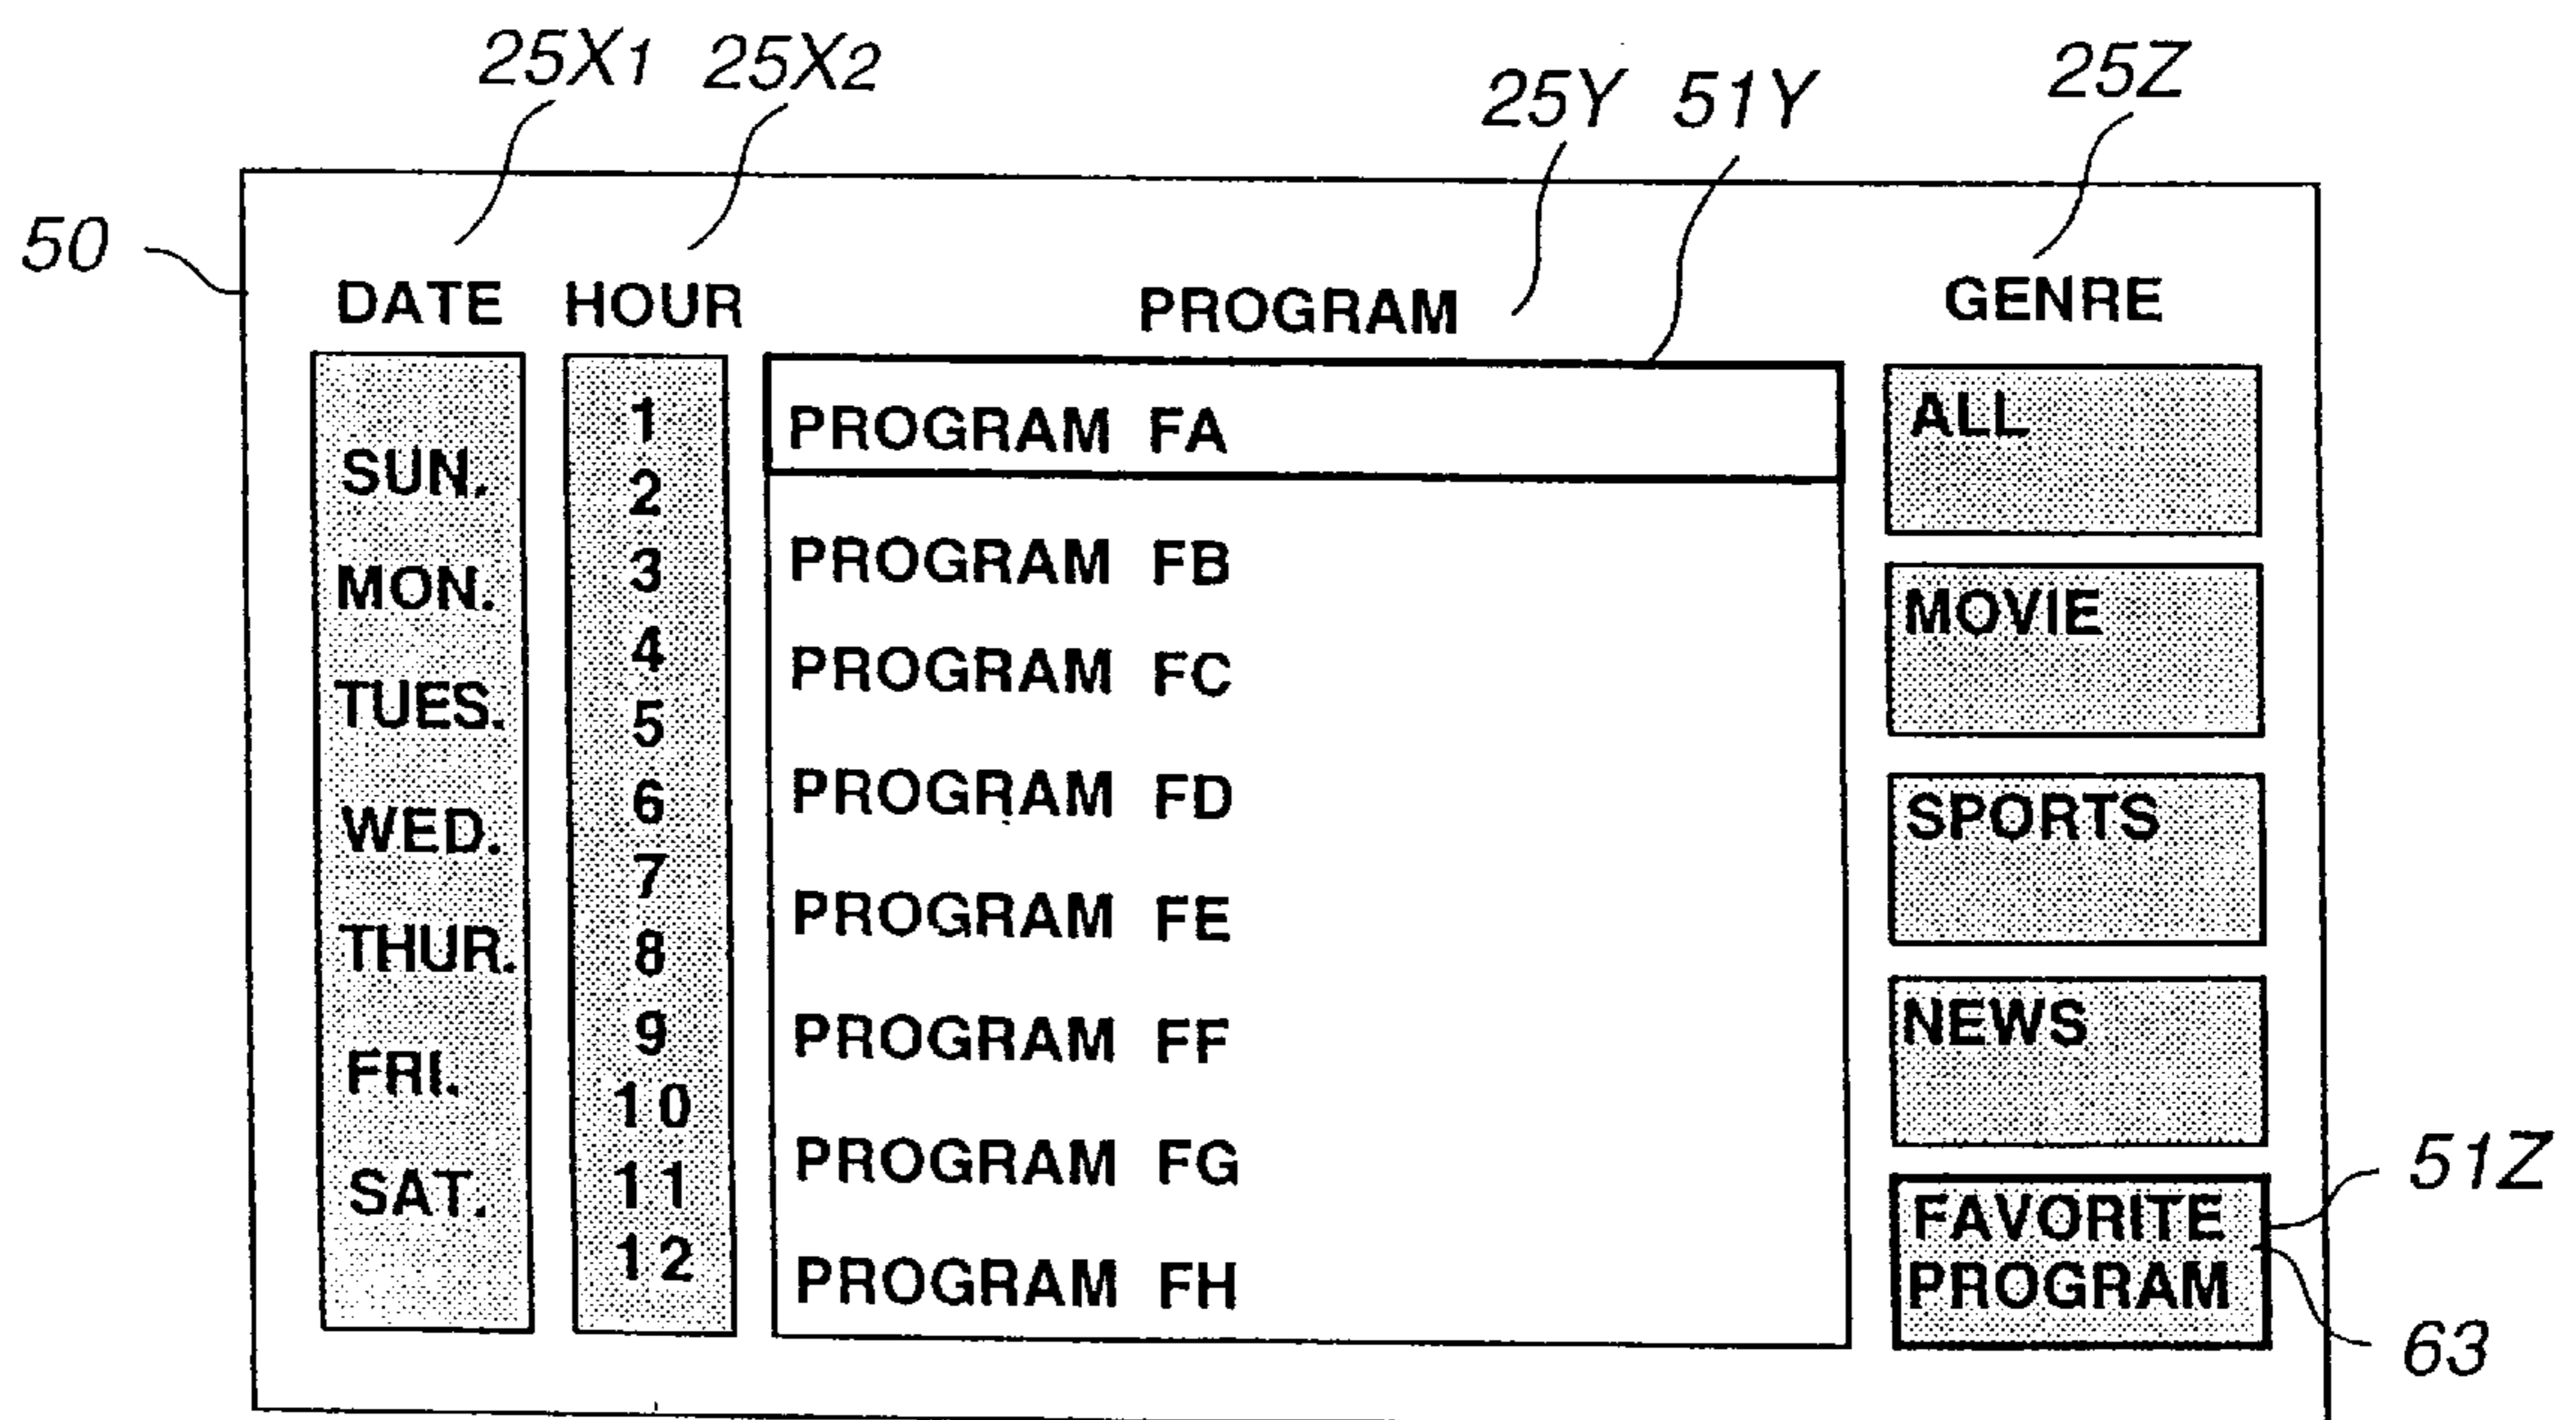 25X1 25X2 25Y 51Y 25Z
50
DATE HOUR PROGRAM GENRE
SUN.
MON.
TUES.
WED.
THUR.
FRI.
SAT.
1
2
3
4
5
6
7
8
9
10
11
12
PROGRAM FA
PROGRAM FB
PROGRAM FC
PROGRAM FD
PROGRAM FE
PROGRAM FF
PROGRAM FG
PROGRAM FH
ALL
MOVIE
SPORTS
NEWS
FAVORITE
PROGRAM
51Z
63